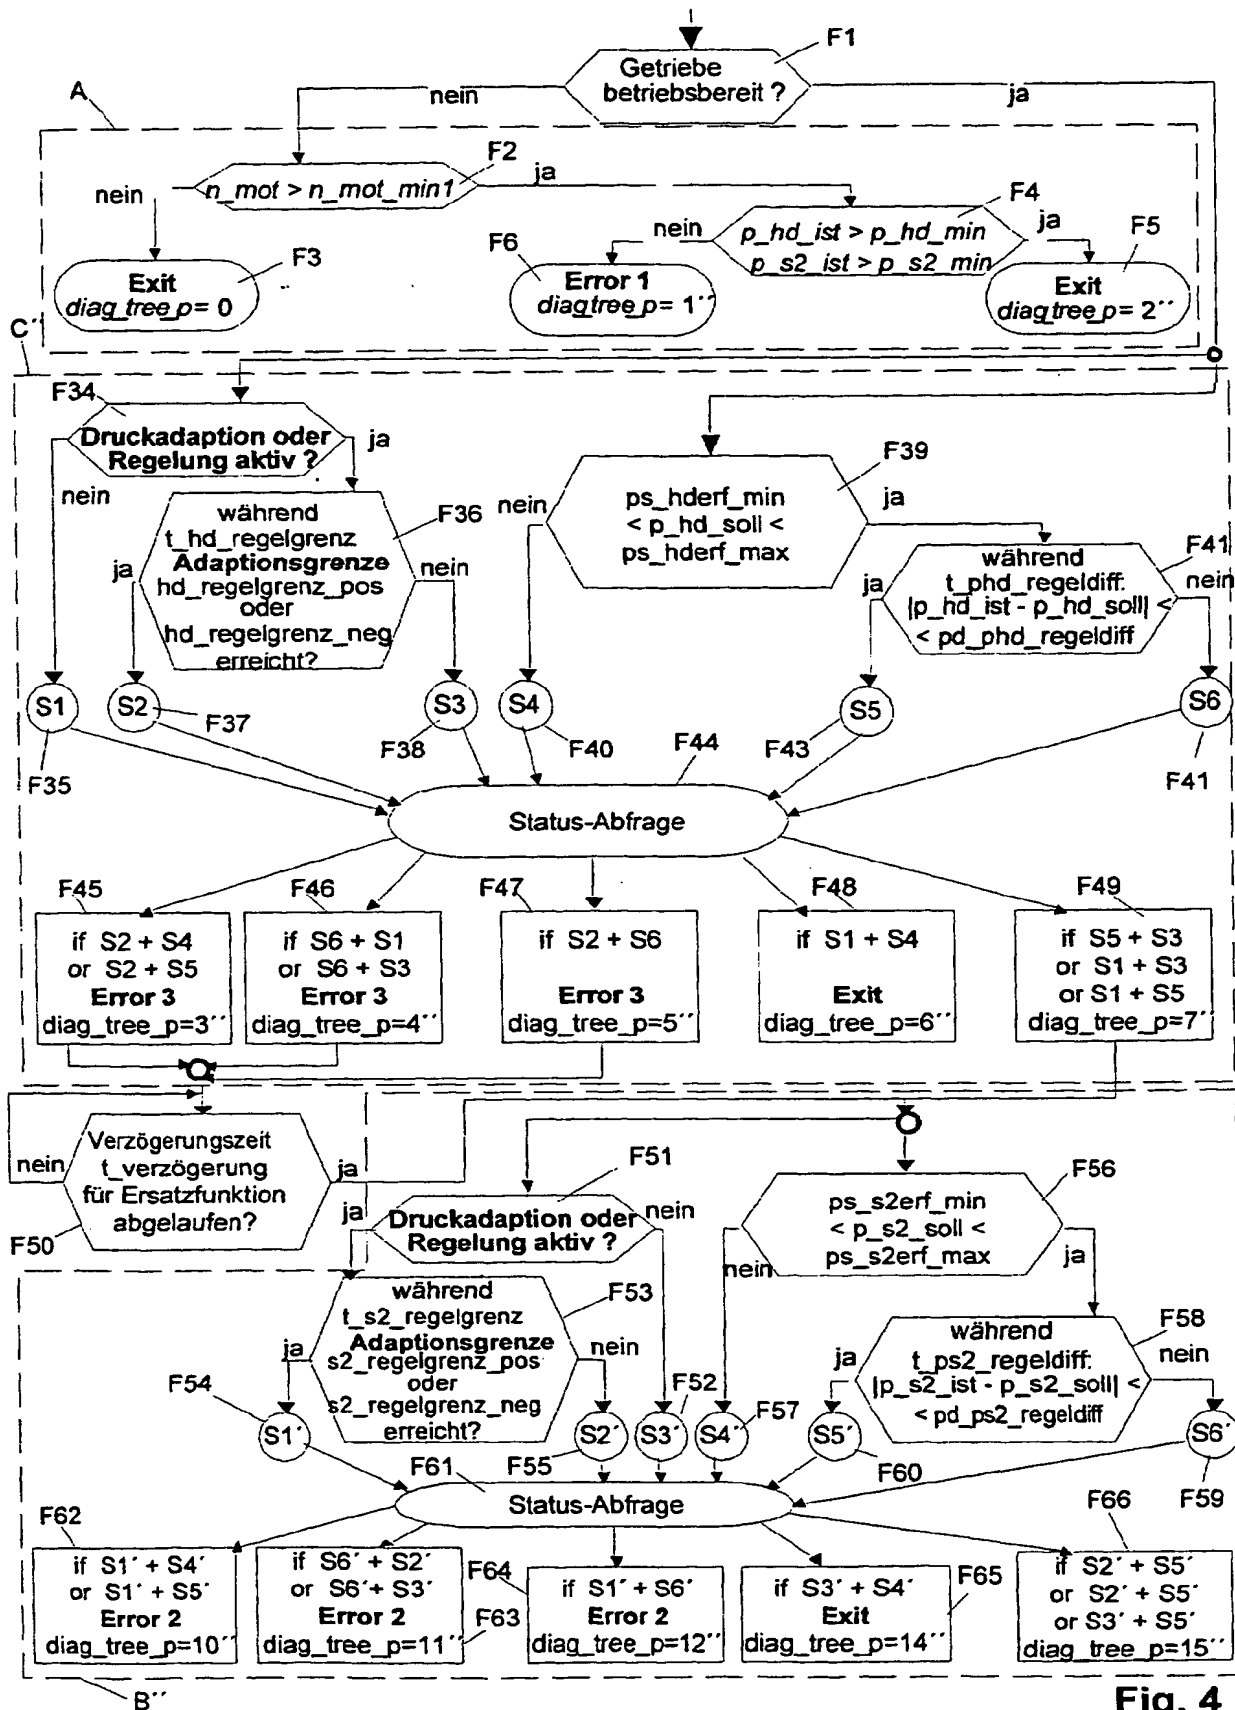 F1
Getriebe
betriebsbereit ?
nein
ja
A
F2
n_mot > n_mot_min1
nein
ja
F4
p_hd_ist > p_hd_min
p_s2_ist > p_s2_min
nein
ja
F3
Exit
diag_tree_p= 0
F6
Error 1
diagtree_p= 1´´
F5
Exit
diagtree_p= 2´´
C´´
F34
Druckadaption oder
Regelung aktiv ?
nein
ja
F36
während
t_hd_regelgrenz
Adaptionsgrenze
hd_regelgrenz_pos
oder
hd_regelgrenz_neg
erreicht?
ja
nein
F39
ps_hderf_min
< p_hd_soll <
ps_hderf_max
nein
ja
F41
während
t_phd_regeldiff:
|p_hd_ist - p_hd_soll| <
< pd_phd_regeldiff
ja
nein
S1
S2
S3
S4
S5
S6
F35
F37
F38
F40
F44
F43
F41
Status-Abfrage
F45
if S2 + S4
or S2 + S5
Error 3
diag_tree_p=3´´
F46
if S6 + S1
or S6 + S3
Error 3
diag_tree_p=4´´
F47
if S2 + S6
Error 3
diag_tree_p=5´´
F48
if S1 + S4
Exit
diag_tree_p=6´´
F49
if S5 + S3
or S1 + S3
or S1 + S5
diag_tree_p=7´´
Verzögerungszeit
t_verzögerung
für Ersatzfunktion
abgelaufen?
nein
ja
F50
F51
Druckadaption oder
Regelung aktiv ?
ja
nein
F56
ps_s2erf_min
< p_s2_soll <
ps_s2erf_max
nein
ja
F53
während
t_s2_regelgrenz
Adaptionsgrenze
s2_regelgrenz_pos
oder
s2_regelgrenz_neg
erreicht?
ja
nein
F58
während
t_ps2_regeldiff:
|p_s2_ist - p_s2_soll| <
< pd_ps2_regeldiff
ja
nein
F54
S1´
S2´
S3´
S4´´
S5´
S6´
F55
F52
F57
F60
F59
F61
Status-Abfrage
F62
if S1´ + S4´
or S1´ + S5´
Error 2
diag_tree_p=10´´
if S6´ + S2´
or S6´+ S3´
Error 2
diag_tree_p=11´´
F63
F64
if S1´ + S6´
Error 2
diag_tree_p=12´´
if S3´ + S4´
Exit
diag_tree_p=14´´
F65
F66
if S2´ + S5´
or S2´ + S5´
or S3´ + S5´
diag_tree_p=15´´
B´´
Fig. 4